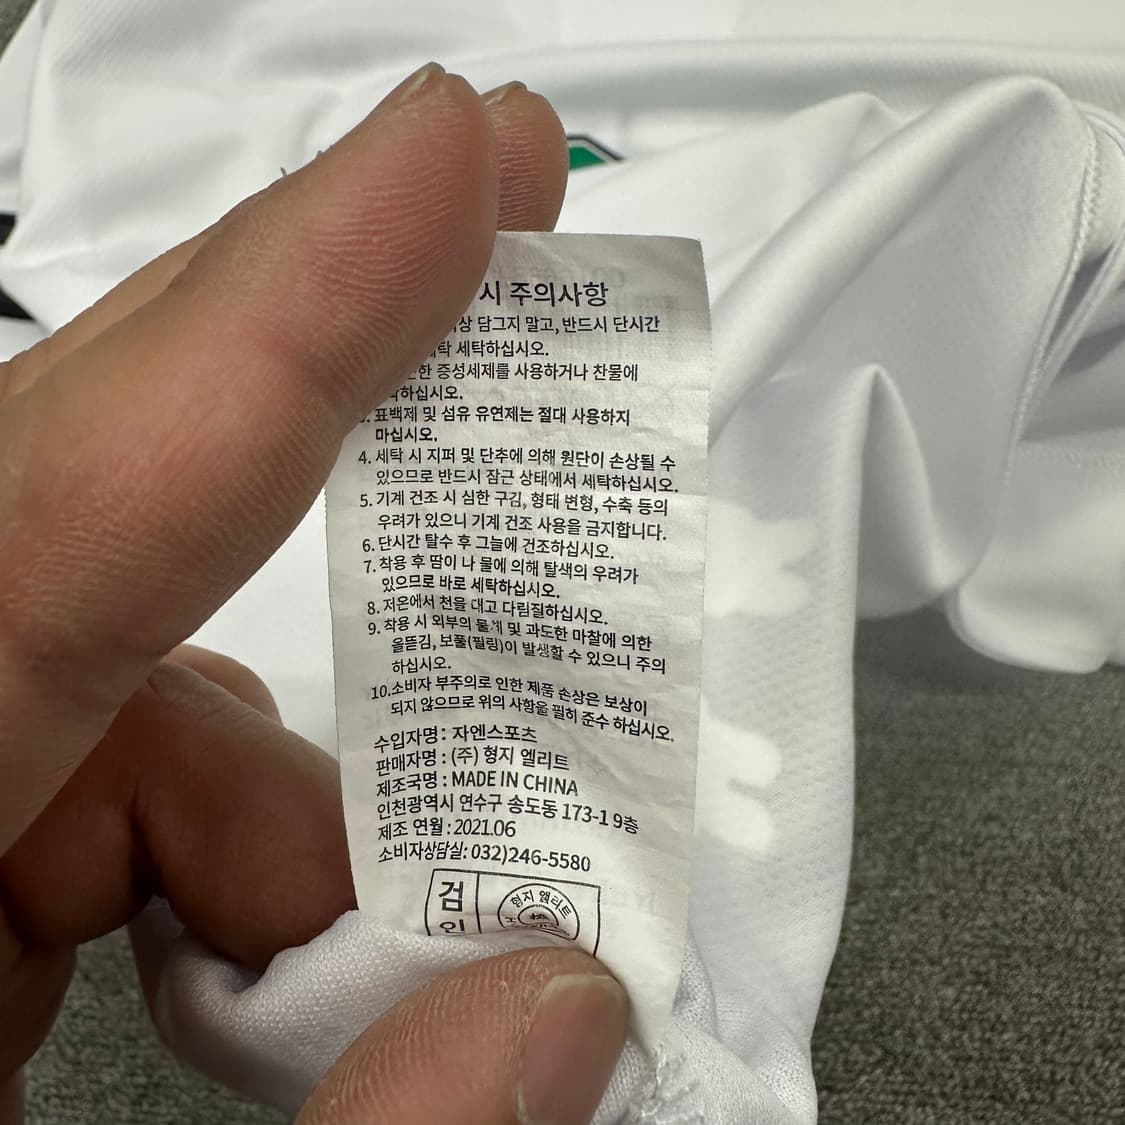 시 주의사항
담그지 말고, 반드시 단시간
세탁하십시오.
중성세제를 사용하거나 찬물에
하십시오.
표백제 및 섬유 유연제는 절대 사용하지
마십시오.
4. 세탁 시 지퍼 및 단추에 의해 원단이 손상될 수
있으므로 반드시 잠근 상태에서 세탁하십시오.
5. 기계 건조 시 심한 구김, 형태 변형, 수축 등의
우려가 있으니 기계 건조 사용을 금지합니다.
6. 단시간 탈수 후 그늘에 건조하십시오.
7. 착용 후 땀이나 물에 의해 탈색의 우려가
있으므로 바로 세탁하십시오.
8. 저온에서 천을 대고 다림질하십시오.
9. 착용 시 외부의 물체 및 과도한 마찰에 의한
올뜯김, 보풀(필링)이 발생할 수 있으니 주의
하십시오.
10.소비자 부주의로 인한 제품 손상은 보상이
되지 않으므로 위의 사항을 필히 준수 하십시오.
수입자명 : 자엔스포츠
판매자명 : (주) 형지 엘리트
제조국명 : MADE IN CHINA
인천광역시 연수구 송도동 173-1 9층
제조 연월 : 2021.06
소비자상담실: 032)246-5580
검
인
형지 엘리트